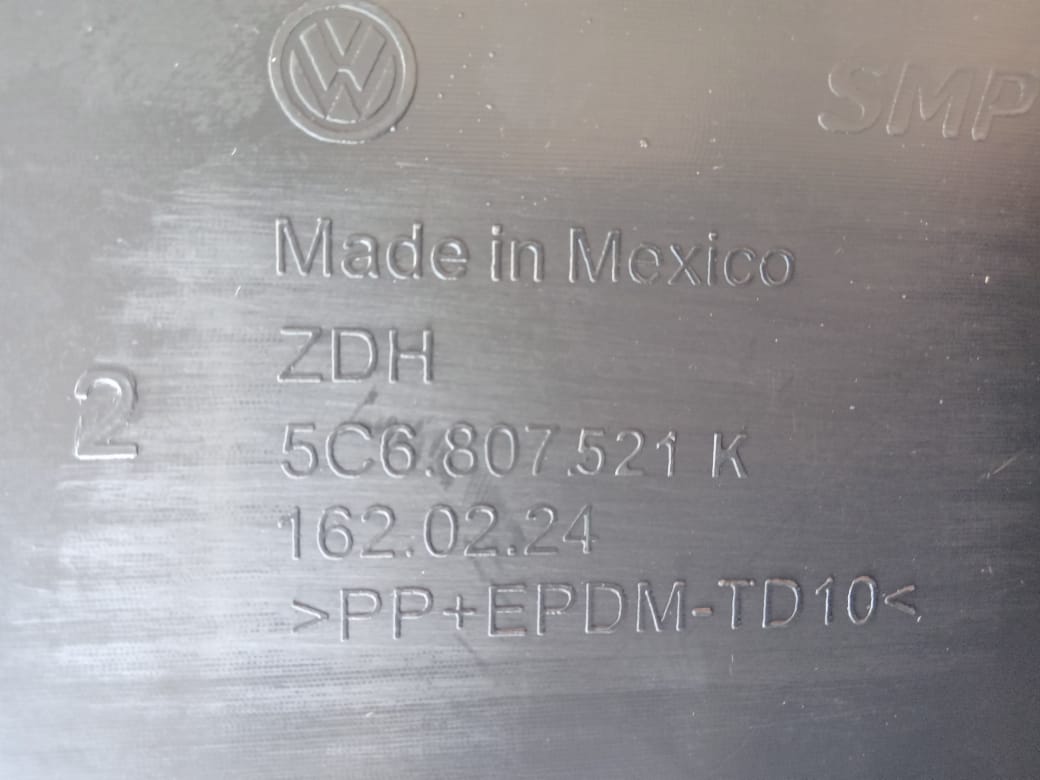 SMP
Made in Mexico
ZDH
2
5C6.807.521 K
162.02.24
>PP+EPDM-TD10<